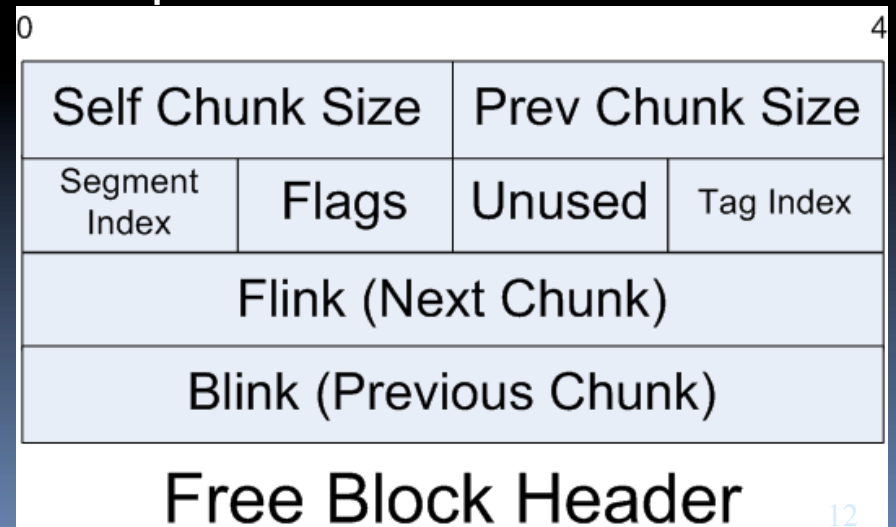 0 4
Self Chunk Size Prev Chunk Size
Segment Index Flags Unused Tag Index
Flink (Next Chunk)
Blink (Previous Chunk)
Free Block Header
12